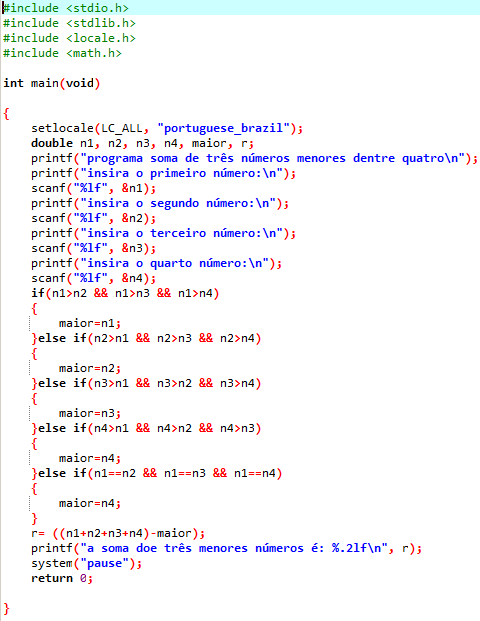 #include <stdio.h>
#include <stdlib.h>
#include <locale.h>
#include <math.h>

int main(void)

{
    setlocale(LC_ALL, "portuguese_brazil");
    double n1, n2, n3, n4, maior, r;
    printf("programa soma de três números menores dentre quatro\n");
    printf("insira o primeiro número:\n");
    scanf("%lf", &n1);
    printf("insira o segundo número:\n");
    scanf("%lf", &n2);
    printf("insira o terceiro número:\n");
    scanf("%lf", &n3);
    printf("insira o quarto número:\n");
    scanf("%lf", &n4);
    if(n1>n2 && n1>n3 && n1>n4)
    {
        maior=n1;
    }else if(n2>n1 && n2>n3 && n2>n4)
    {
        maior=n2;
    }else if(n3>n1 && n3>n2 && n3>n4)
    {
        maior=n3;
    }else if(n4>n1 && n4>n2 && n4>n3)
    {
        maior=n4;
    }else if(n1==n2 && n1==n3 && n1==n4)
    {
        maior=n4;
    }
    r= ((n1+n2+n3+n4)-maior);
    printf("a soma doe três menores números é: %.2lf\n", r);
    system("pause");
    return 0;

}